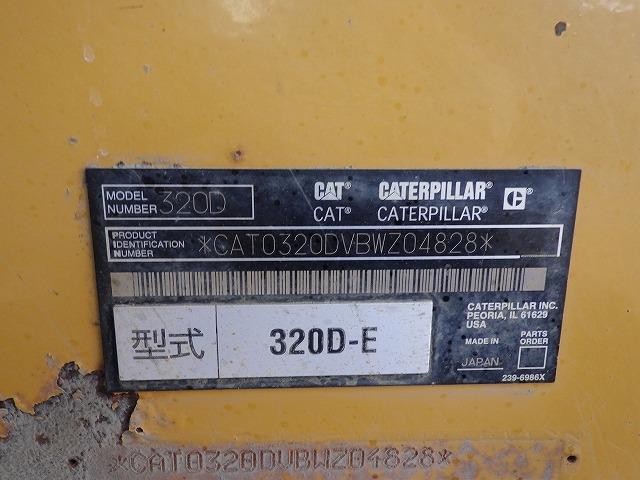 MODEL NUMBER 320D
CAT® CATERPILLAR® C®
CAT® CATERPILLAR®
PRODUCT IDENTIFICATION NUMBER *CAT0320DVBWZ04828*
CATERPILLAR INC.
PEORIA, IL 61629
USA
型式 320D-E
MADE IN JAPAN
PARTS ORDER
239-6986X
*CAT0320DVBWZ04828*